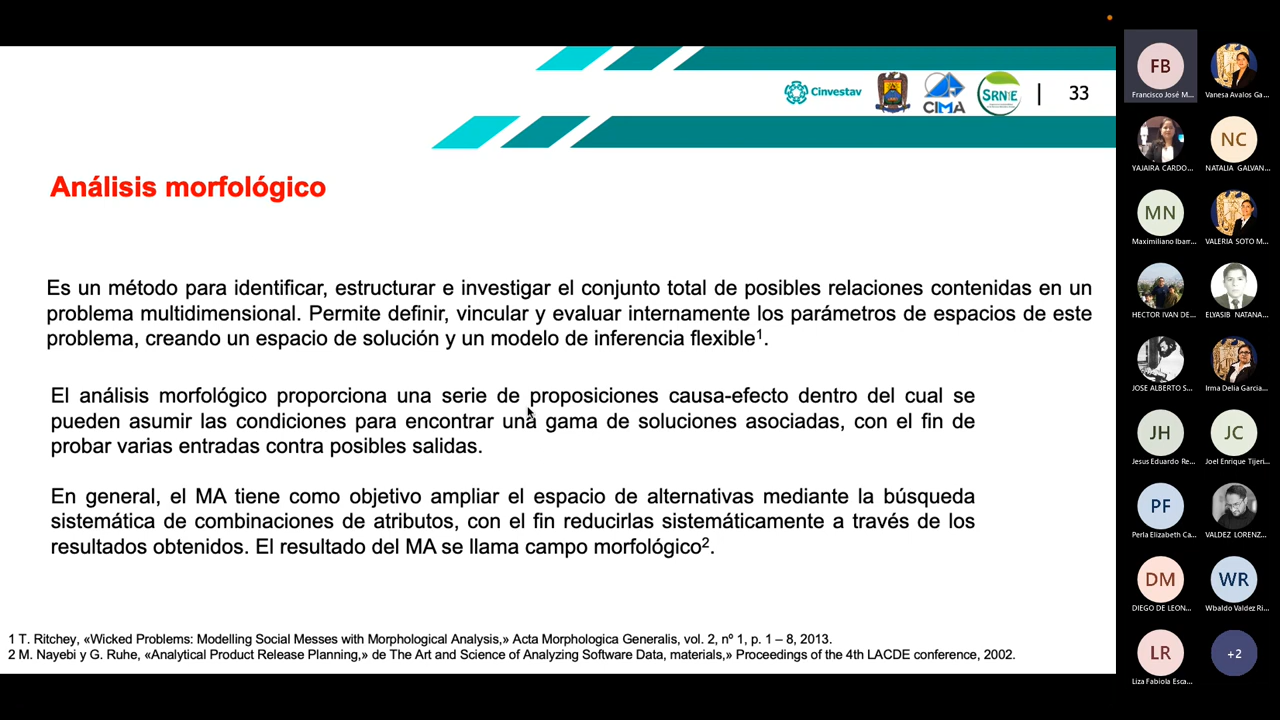 Cinvestav
CIMA
SRNyE
33
Análisis morfológico
Es un método para identificar, estructurar e investigar el conjunto total de posibles relaciones contenidas en un
problema multidimensional. Permite definir, vincular y evaluar internamente los parámetros de espacios de este
problema, creando un espacio de solución y un modelo de inferencia flexible¹.
El análisis morfológico proporciona una serie de proposiciones causa-efecto dentro del cual se
pueden asumir las condiciones para encontrar una gama de soluciones asociadas, con el fin de
probar varias entradas contra posibles salidas.
En general, el MA tiene como objetivo ampliar el espacio de alternativas mediante la búsqueda
sistemática de combinaciones de atributos, con el fin reducirlas sistemáticamente a través de los
resultados obtenidos. El resultado del MA se llama campo morfológico².
1 T. Ritchey, «Wicked Problems: Modelling Social Messes with Morphological Analysis,» Acta Morphologica Generalis, vol. 2, nº 1, p. 1 – 8, 2013.
2 M. Nayebi y G. Ruhe, «Analytical Product Release Planning,» de The Art and Science of Analyzing Software Data, materials,» Proceedings of the 4th LACDE conference, 2002.
FB
Francisco José M...
Vanesa Avalos Ga...
YAJAIRA CARDO...
NC
NATALIA GALVAN...
MN
Maximiliano Ibarr...
VALERIA SOTO M...
HECTOR IVAN DE...
ELYASIB NATANA...
JOSE ALBERTO S...
Irma Delia Garcia...
JH
Jesus Eduardo Re...
JC
Joel Enrique Tijeri...
PF
Perla Elizabeth Ca...
VALDEZ LORENZ...
DM
DIEGO DE LEON...
WR
Wbaldo Valdez Ri...
LR
Liza Fabiola Esca...
+2